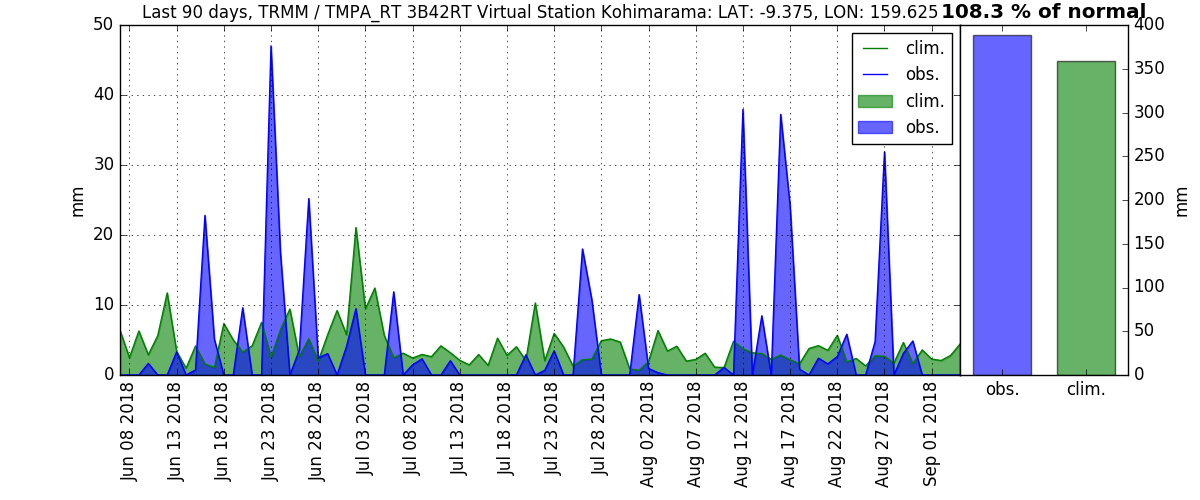 Last 90 days, TRMM / TMPA_RT 3B42RT Virtual Station Kohimarama: LAT: -9.375, LON: 159.625 108.3 % of normal
50
40
30
20
10
0
mm
clim.
obs.
clim.
obs.
400
350
300
250
200
150
100
50
0
mm
obs.
clim.
Jun 08 2018
Jun 13 2018
Jun 18 2018
Jun 23 2018
Jun 28 2018
Jul 03 2018
Jul 08 2018
Jul 13 2018
Jul 18 2018
Jul 23 2018
Jul 28 2018
Aug 02 2018
Aug 07 2018
Aug 12 2018
Aug 17 2018
Aug 22 2018
Aug 27 2018
Sep 01 2018